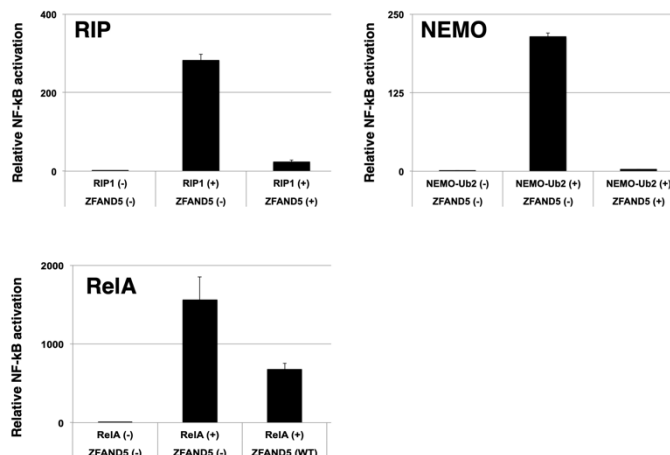 RIP
Relative NF-kB activation
400
200
0
RIP1 (-) RIP1 (+) RIP1 (+)
ZFAND5 (-) ZFAND5 (-) ZFAND5 (+)
NEMO
Relative NF-kB activation
250
125
0
NEMO-Ub2 (-) NEMO-Ub2 (+) NEMO-Ub2 (+)
ZFAND5 (-) ZFAND5 (-) ZFAND5 (+)
RelA
Relative NF-kB activation
2000
1000
0
RelA (-) RelA (+) RelA (+)
ZFAND5 (-) ZFAND5 (-) ZFAND5 (WT)